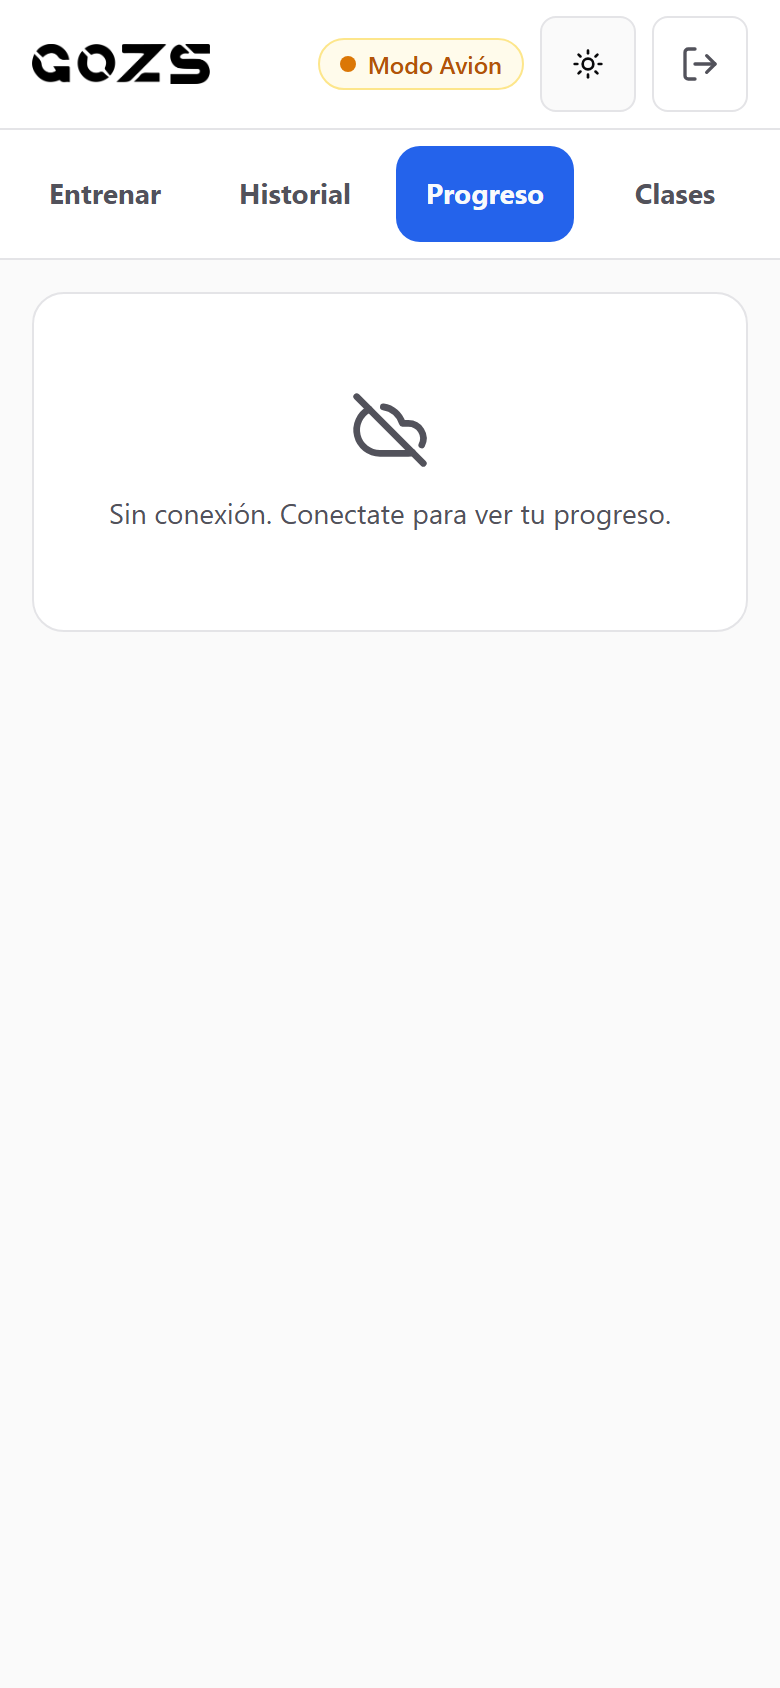 GOZS
Modo Avión
Entrenar
Historial
Progreso
Clases
Sin conexión. Conectate para ver tu progreso.